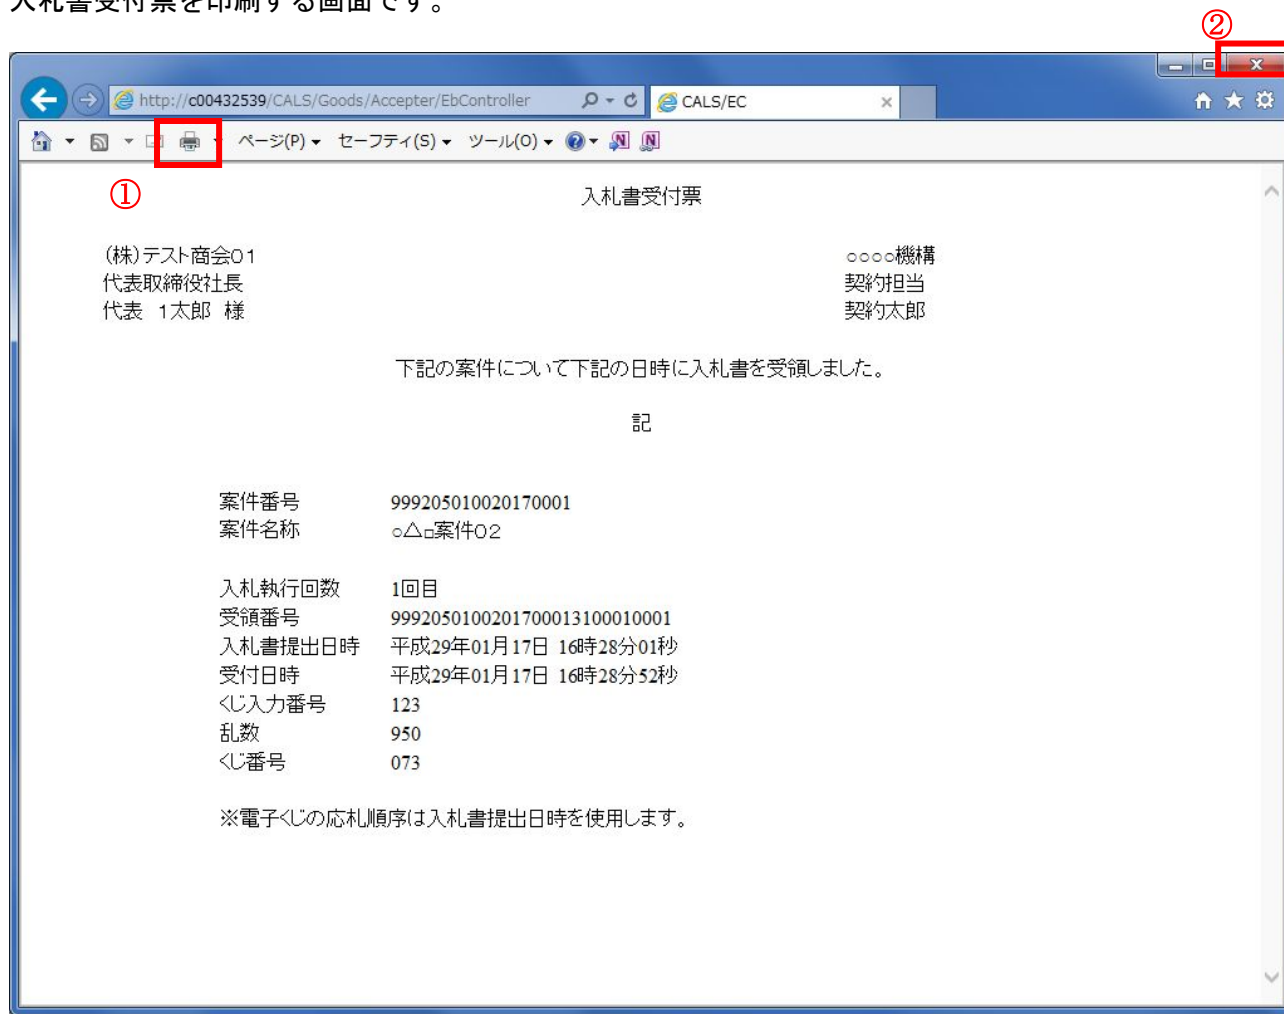 入札書受付票を印刷する画面です。
②
http://c00432539/CALS/Goods/Accepter/EbController
CALS/EC
ページ(P) セーフティ(S) ツール(O)
①
入札書受付票
(株)テスト商会01
○○○○機構
代表取締役社長
契約担当
代表 1太郎 様
契約太郎
下記の案件について下記の日時に入札書を受領しました。
記
案件番号 999205010020170001
案件名称 ○△□案件02
入札執行回数 1回目
受領番号 9992050100201700013100010001
入札書提出日時 平成29年01月17日 16時28分01秒
受付日時 平成29年01月17日 16時28分52秒
くじ入力番号 123
乱数 950
くじ番号 073
※電子くじの応札順序は入札書提出日時を使用します。